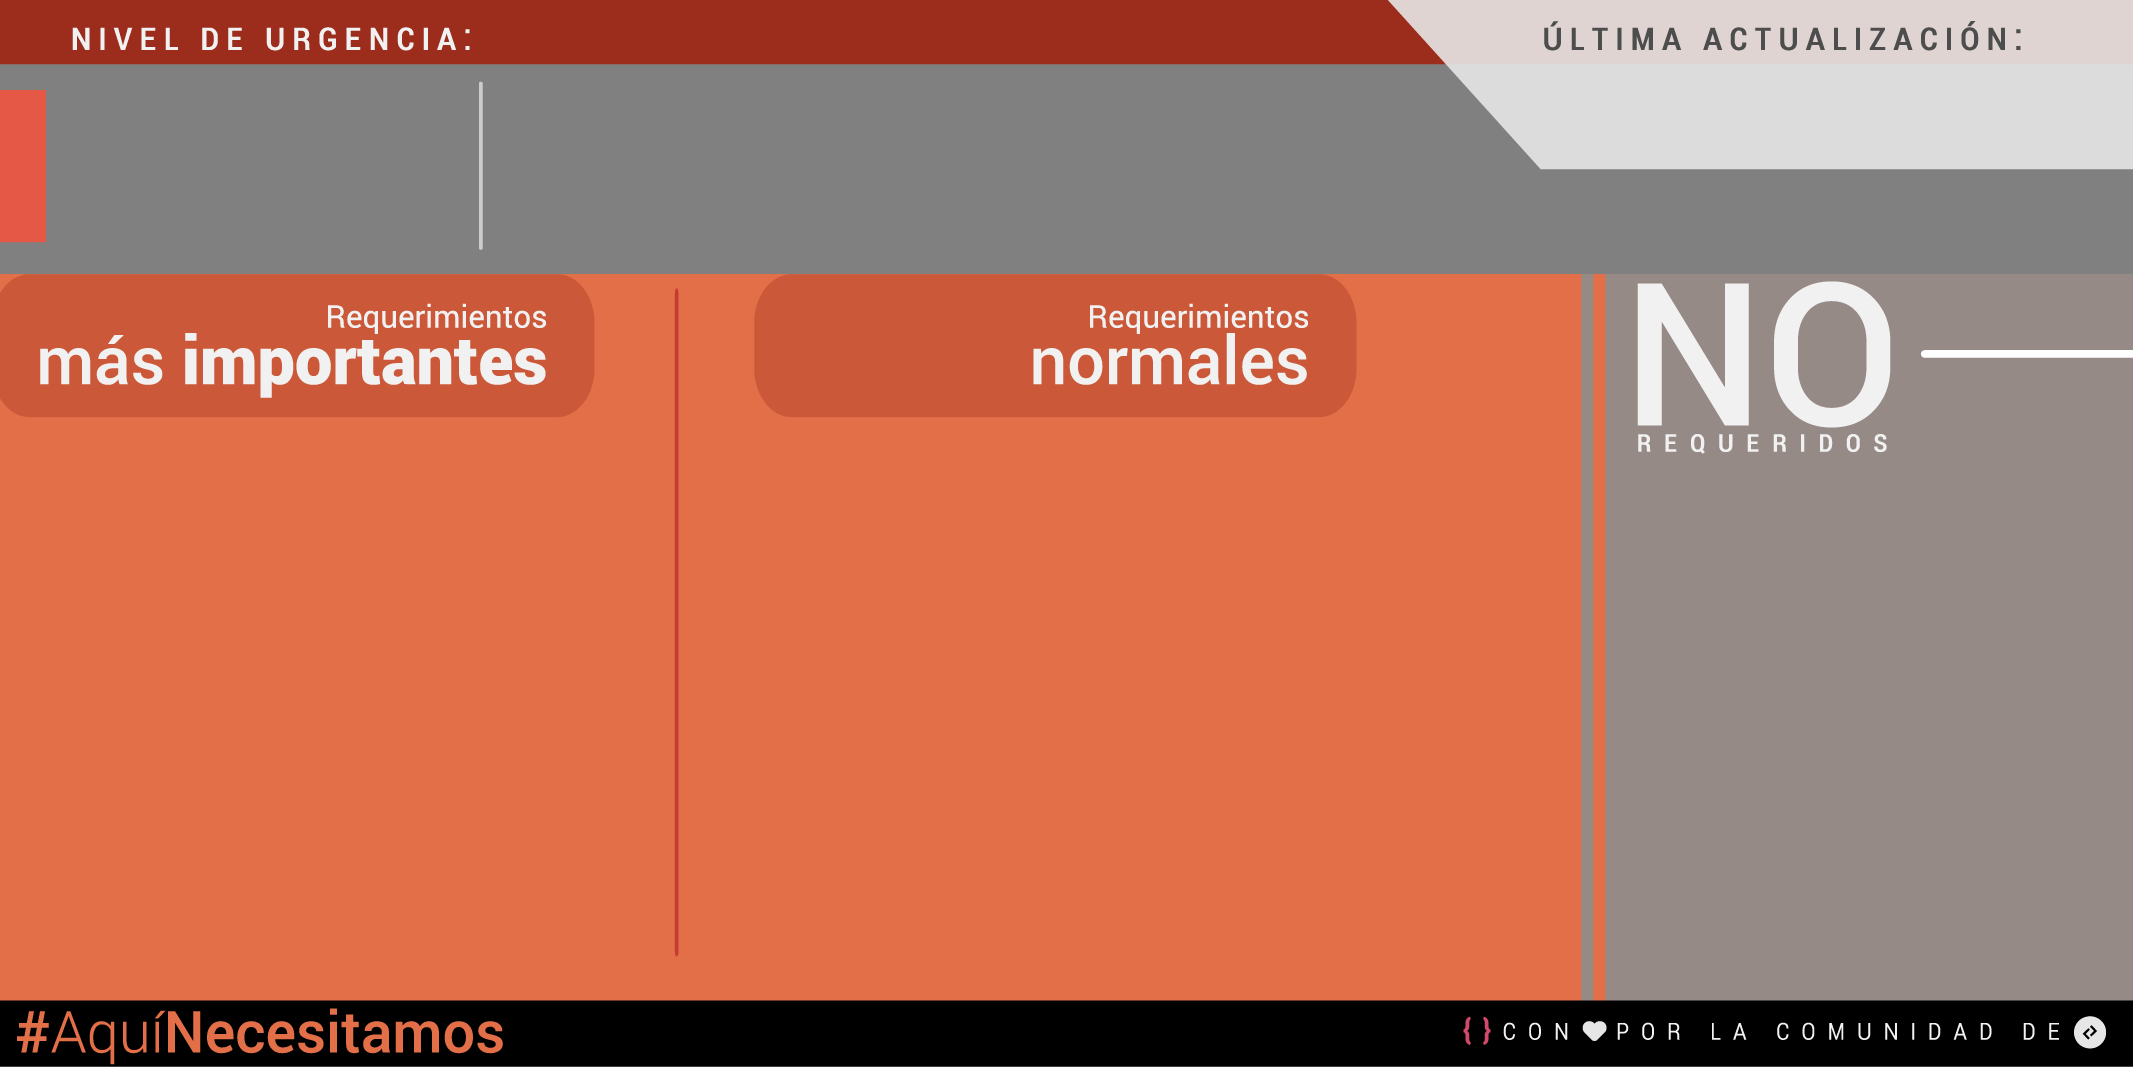 NIVEL DE URGENCIA:
ÚLTIMA ACTUALIZACIÓN:
Requerimientos
más importantes
Requerimientos
normales
NO
REQUERIDOS
#AquíNecesitamos
{ } CON POR LA COMUNIDAD DE